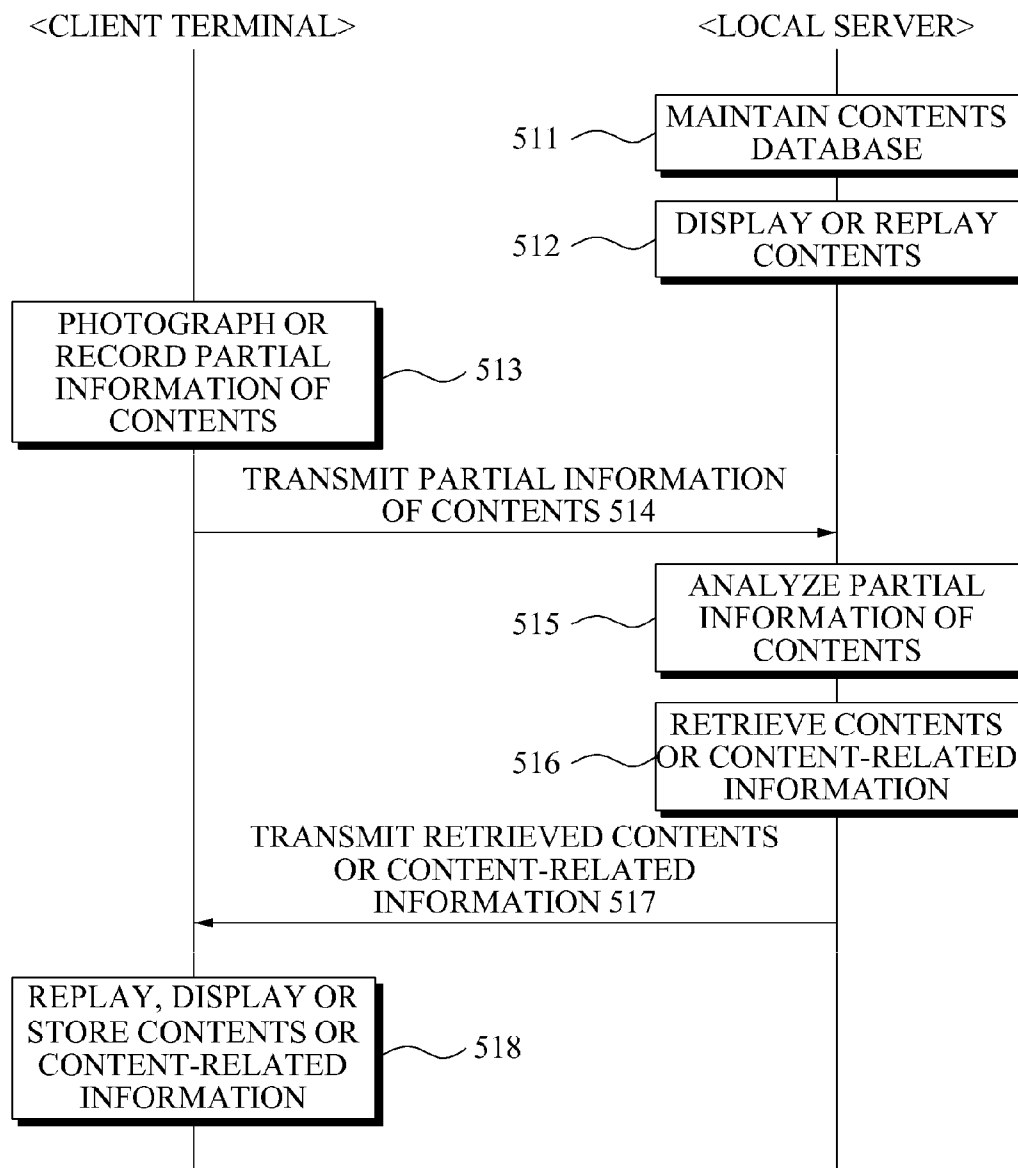 <CLIENT TERMINAL>
<LOCAL SERVER>
MAINTAIN CONTENTS
DATABASE
511
DISPLAY OR REPLAY
CONTENTS
512
PHOTOGRAPH OR
RECORD PARTIAL
INFORMATION OF
CONTENTS
513
TRANSMIT PARTIAL INFORMATION
OF CONTENTS 514
ANALYZE PARTIAL
INFORMATION OF
CONTENTS
515
RETRIEVE CONTENTS
OR CONTENT-RELATED
INFORMATION
516
TRANSMIT RETRIEVED CONTENTS
OR CONTENT-RELATED
INFORMATION 517
REPLAY, DISPLAY OR
STORE CONTENTS OR
CONTENT-RELATED
INFORMATION
518